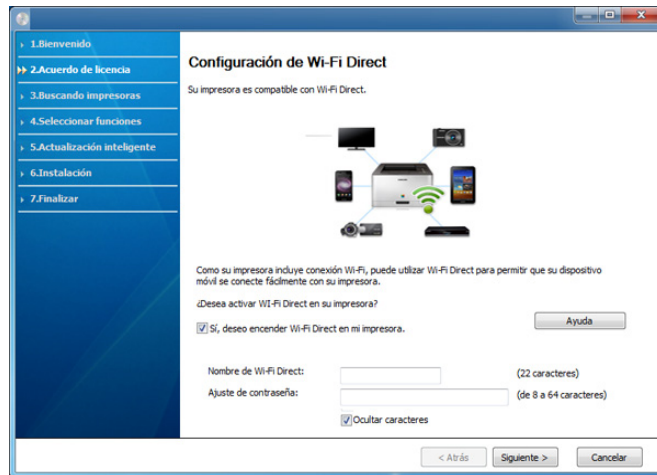 1.Bienvenido
2.Acuerdo de licencia
3.Buscando impresoras
4.Seleccionar funciones
5.Actualización inteligente
6.Instalación
7.Finalizar
Configuración de Wi-Fi Direct
Su impresora es compatible con Wi-Fi Direct.
Como su impresora incluye conexión Wi-Fi, puede utilizar Wi-Fi Direct para permitir que su dispositivo
móvil se conecte fácilmente con su impresora.
¿Desea activar WI-Fi Direct en su impresora?
Sí, deseo encender Wi-Fi Direct en mi impresora.
Ayuda
Nombre de Wi-Fi Direct:
(22 caracteres)
Ajuste de contraseña:
(de 8 a 64 caracteres)
Ocultar caracteres
< Atrás
Siguiente >
Cancelar